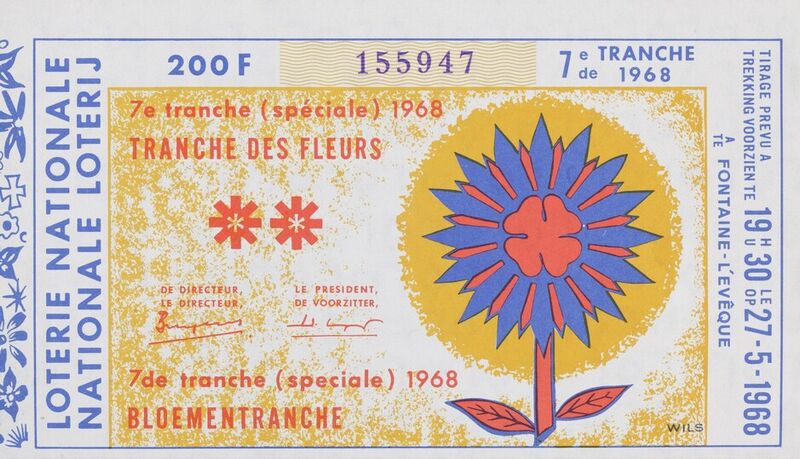 LOTERIE NATIONALE
NATIONALE LOTERIJ
200 F
155947
7e TRANCHE
de 1968
7e tranche (spéciale) 1968
TRANCHE DES FLEURS
DE DIRECTEUR,
LE DIRECTEUR,
LE PRESIDENT,
DE VOORZITTER,
7de tranche (speciale) 1968
BLOEMENTRANCHE
WILS
TIRAGE PREVU A
TREKKING VOORZIEN TE
19 H U 30 LE OP 27-5-1968
À TE FONTAINE-L'EVÊQUE